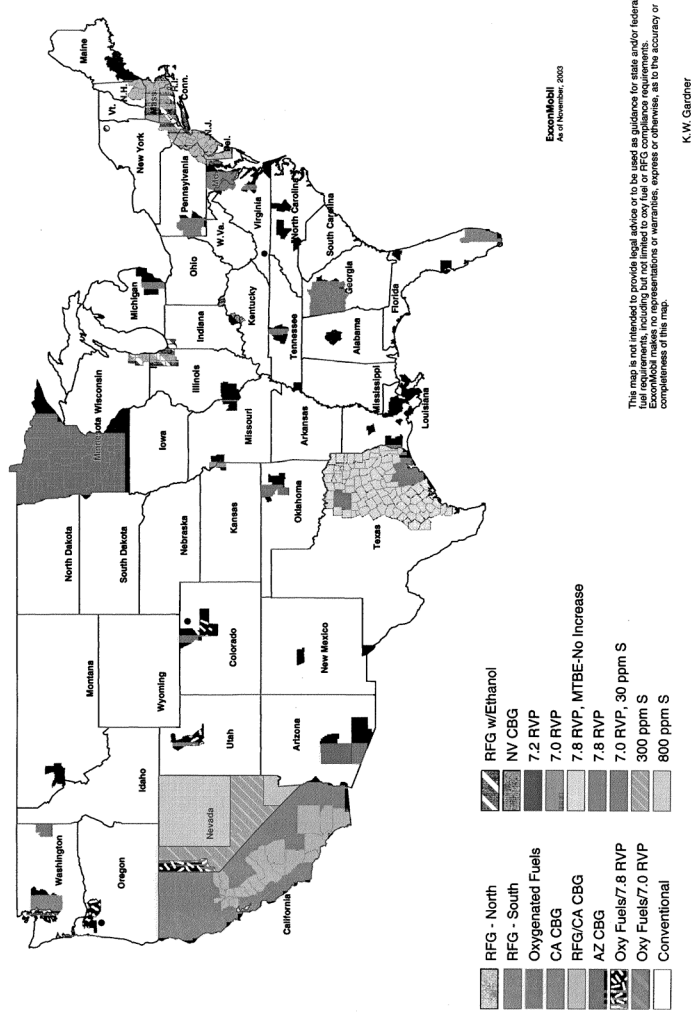 Washington
Oregon
California
Nevada
Idaho
Montana
Wyoming
Utah
Arizona
Colorado
New Mexico
North Dakota
South Dakota
Nebraska
Kansas
Oklahoma
Texas
Minnesota
Iowa
Missouri
Arkansas
Louisiana
Wisconsin
Illinois
Michigan
Indiana
Ohio
Kentucky
Tennessee
Mississippi
Alabama
Georgia
Florida
South Carolina
North Carolina
Virginia
W.Va.
Pennsylvania
New York
Vt.
N.H.
Maine
Mass.
R.I.
Conn.
N.J.
Del.
RFG - North
RFG - South
Oxygenated Fuels
CA CBG
RFG/CA CBG
AZ CBG
Oxy Fuels/7.8 RVP
Oxy Fuels/7.0 RVP
Conventional
RFG w/Ethanol
NV CBG
7.2 RVP
7.0 RVP
7.8 RVP, MTBE-No Increase
7.8 RVP
7.0 RVP, 30 ppm S
300 ppm S
800 ppm S
ExxonMobil
As of November, 2003
This map is not intended to provide legal advice or to be used as guidance for state and/or federa
fuel requirements, including but not limited to oxy fuel or RFG compliance requirements.
ExxonMobil makes no representations or warranties, express or otherwise, as to the accuracy or
completeness of this map.
K.W. Gardner